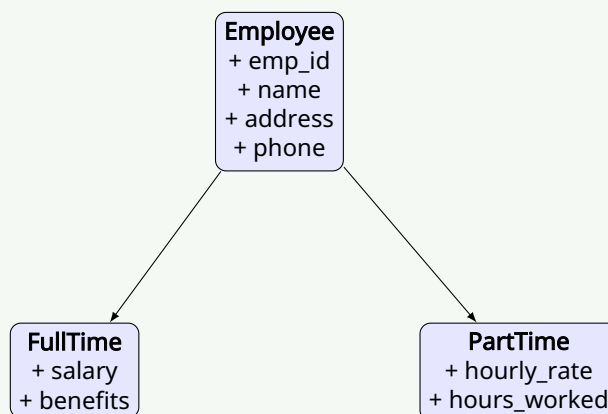 Employee
+ emp_id
+ name
+ address
+ phone
FullTime
+ salary
+ benefits
PartTime
+ hourly_rate
+ hours_worked